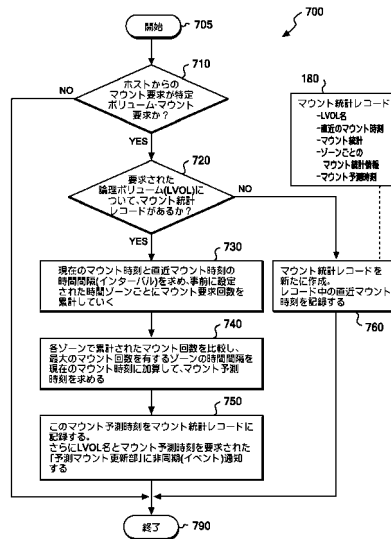 700
開始
705
710
ホストからの
マウント要求が特定
ボリューム・マウント
要求か?
NO
YES
180
マウント統計レコード
-LVOL名
-直近のマウント時刻
-マウント統計
-ゾーンごとの
マウント統計情報
-マウント予測時刻
720
要求された
論理ボリューム(LVOL)に
ついて、マウント統計
レコードがあるか?
NO
YES
730
現在のマウント時刻と直近マウント時刻の
時間間隔(インターバル)を求め、事前に設定
された時間ゾーンごとにマウント要求回数を
累計していく
マウント統計レコードを
新たに作成。
レコード中の直近マウント
時刻を記録する
760
740
各ゾーンで累計されたマウント回数を比較し、
最大のマウント回数を有するゾーンの時間間隔を
現在のマウント時刻に加算して、マウント予測
時刻を求める
750
このマウント予測時刻をマウント統計レコードに
記録する。
さらにLVOL名とマウント予測時刻を要求された
「予測マウント更新部」に非同期(イベント)通知
する
終了
790